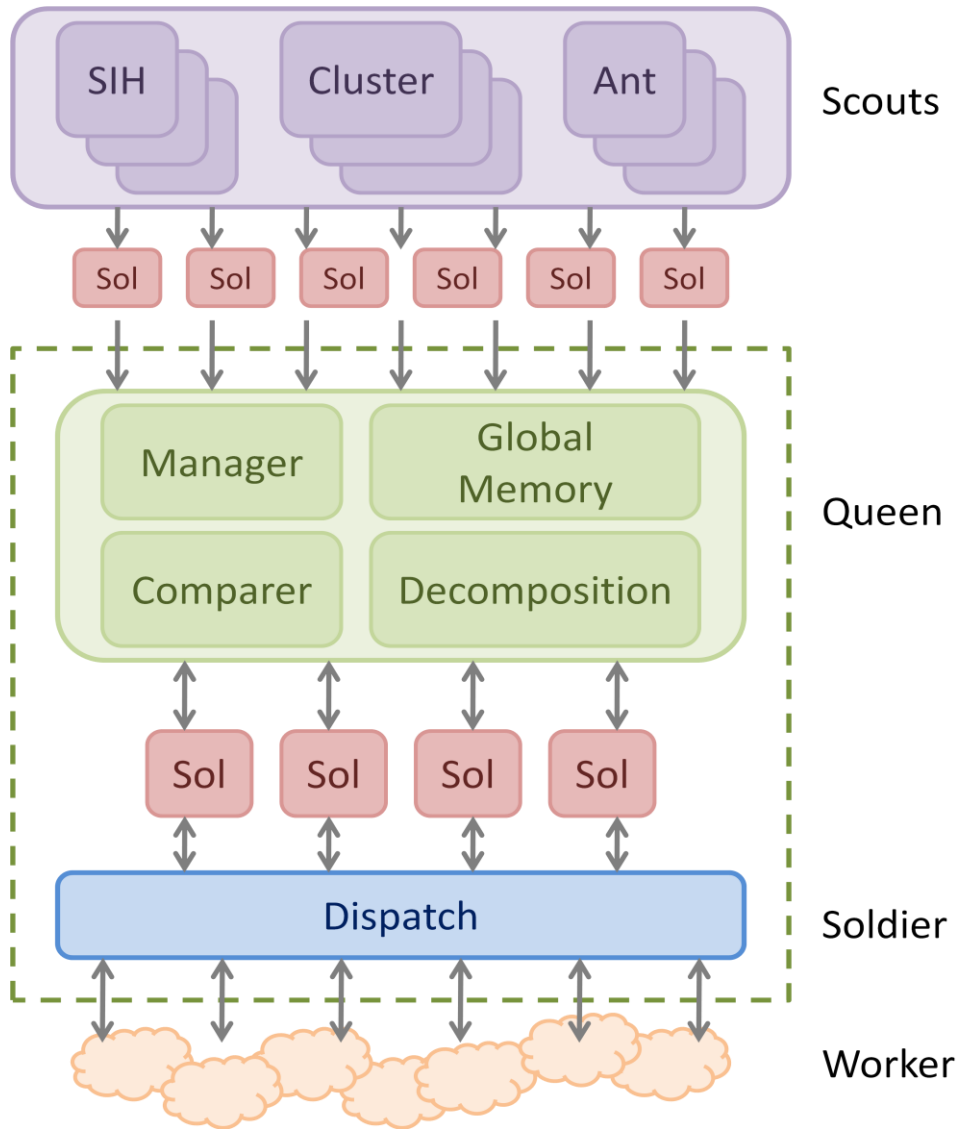 SIH
Cluster
Ant
Scouts
Sol
Sol
Sol
Sol
Sol
Sol
Manager
Global
Memory
Queen
Comparer
Decomposition
Sol
Sol
Sol
Sol
Dispatch
Soldier
Worker